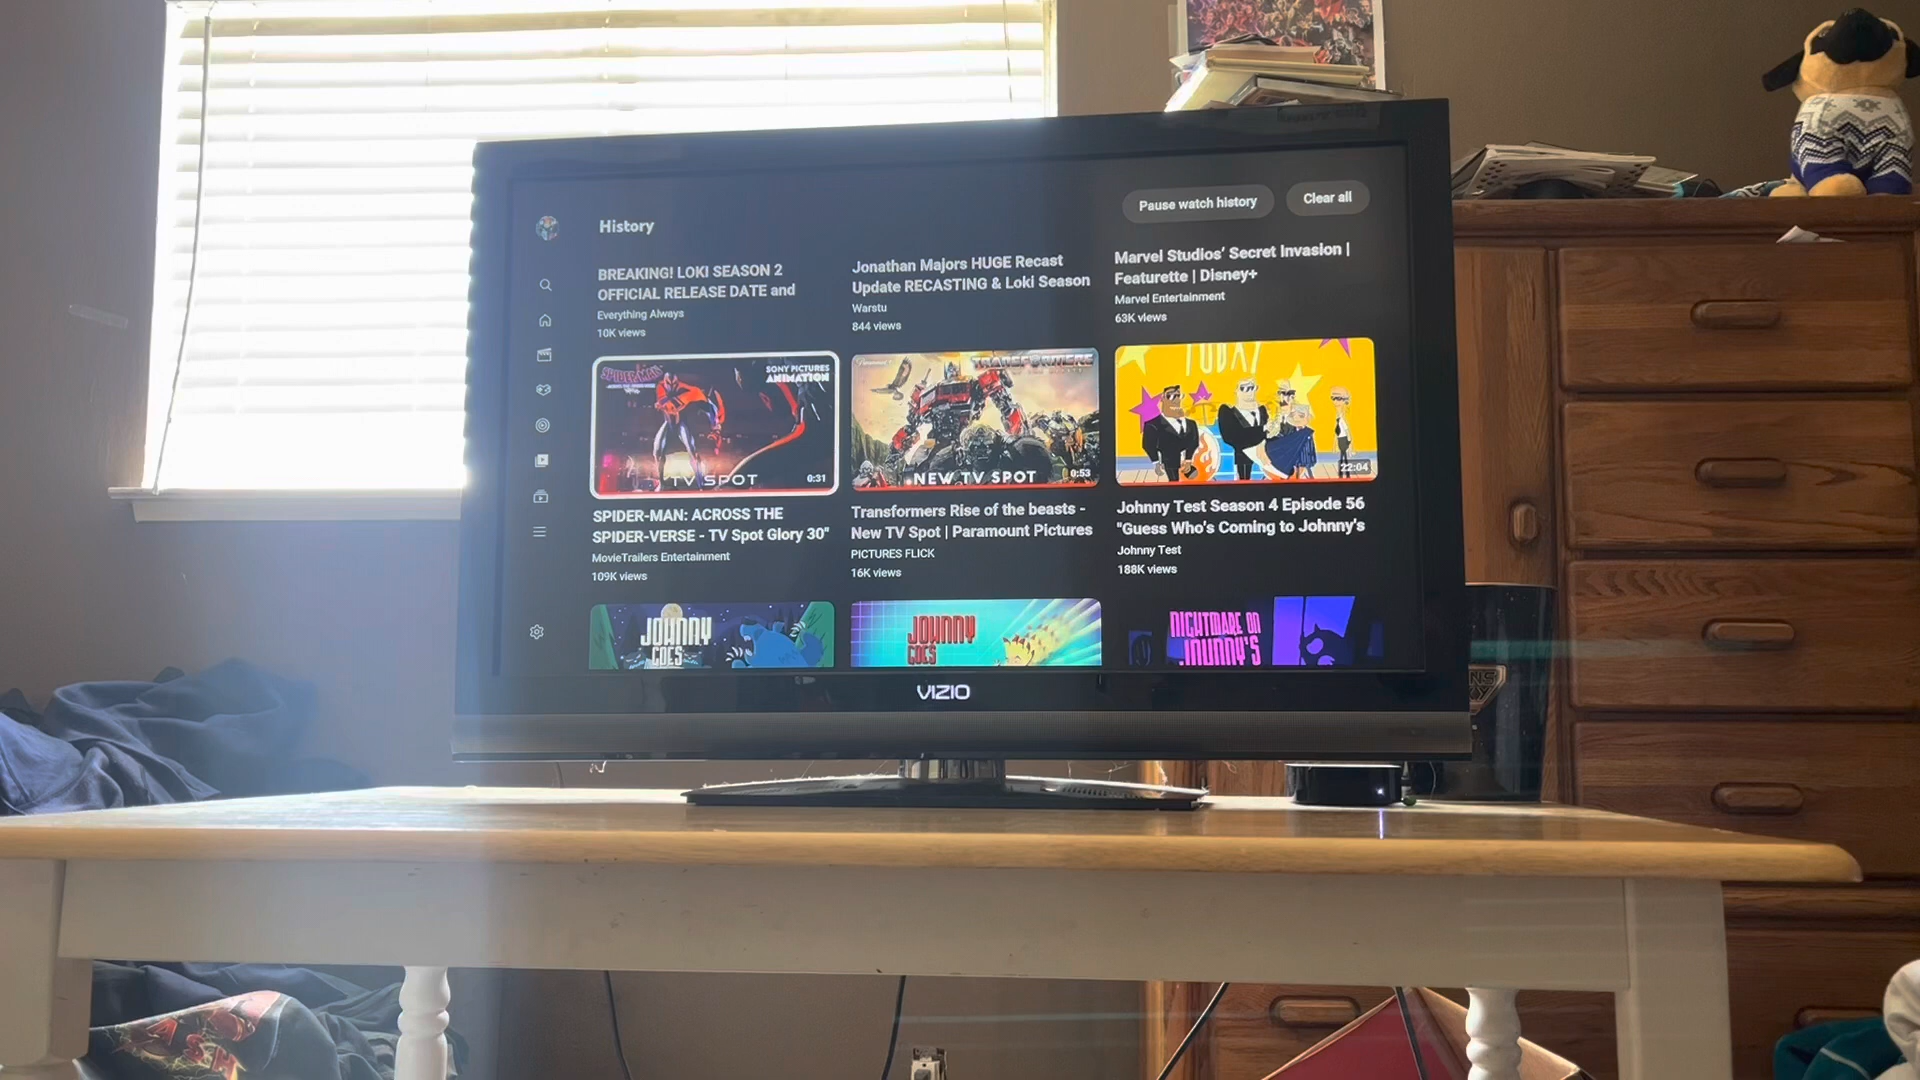 Pause watch history
Clear all
History
BREAKING! LOKI SEASON 2
OFFICIAL RELEASE DATE and
Everything Always
10K views
Jonathan Majors HUGE Recast
Update RECASTING & Loki Season
Warstu
844 views
Marvel Studios' Secret Invasion |
Featurette | Disney+
Marvel Entertainment
63K views
SPIDER-MAN
SONY PICTURES
ANIMATION
TV SPOT
0:31
TRANSFORMERS
NEW TV SPOT
0:53
TODAY
22:04
SPIDER-MAN: ACROSS THE
SPIDER-VERSE - TV Spot Glory 30"
MovieTrailers Entertainment
109K views
Transformers Rise of the beasts -
New TV Spot | Paramount Pictures
PICTURES FLICK
16K views
Johnny Test Season 4 Episode 56
"Guess Who's Coming to Johnny's
Johnny Test
188K views
JOHNNY
GOES
JOHNNY
GOES
NIGHTMARE ON
JOHNNY'S
VIZIO